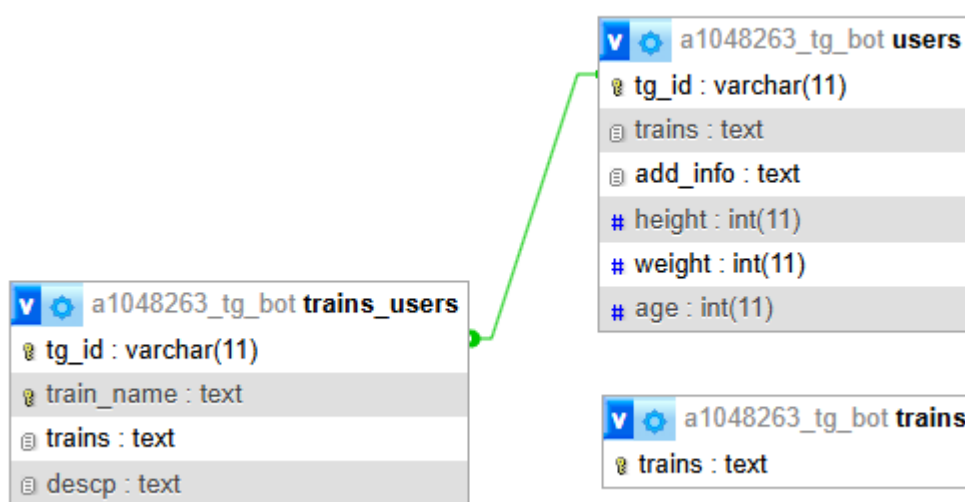 a1048263_tg_bot users
tg_id : varchar(11)
trains : text
add_info : text
# height : int(11)
# weight : int(11)
# age : int(11)
a1048263_tg_bot trains_users
tg_id : varchar(11)
train_name : text
trains : text
descp : text
a1048263_tg_bot trains
trains : text